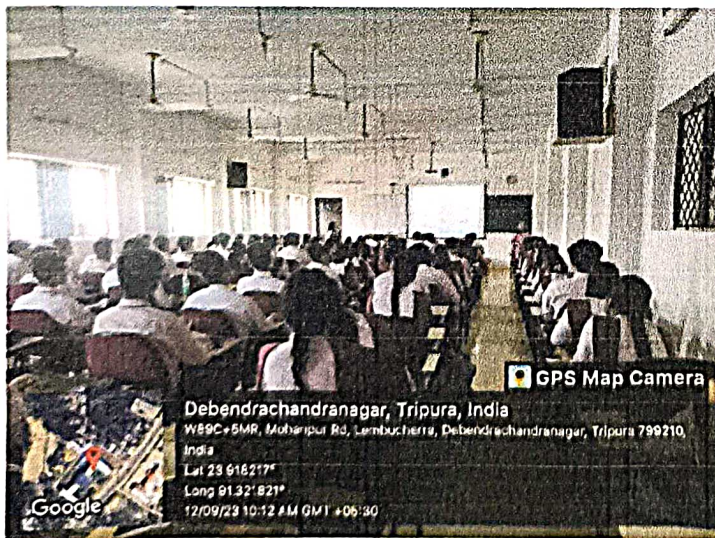 GPS Map Camera
Debendrachandranagar, Tripura, India
W89C+5MR, Mohanpur Rd, Lembucherra, Debendrachandranagar, Tripura 799210,
India
Lat 23.918217°
Long 91.321821°
12/09/23 10:12 AM GMT +05:30
Google